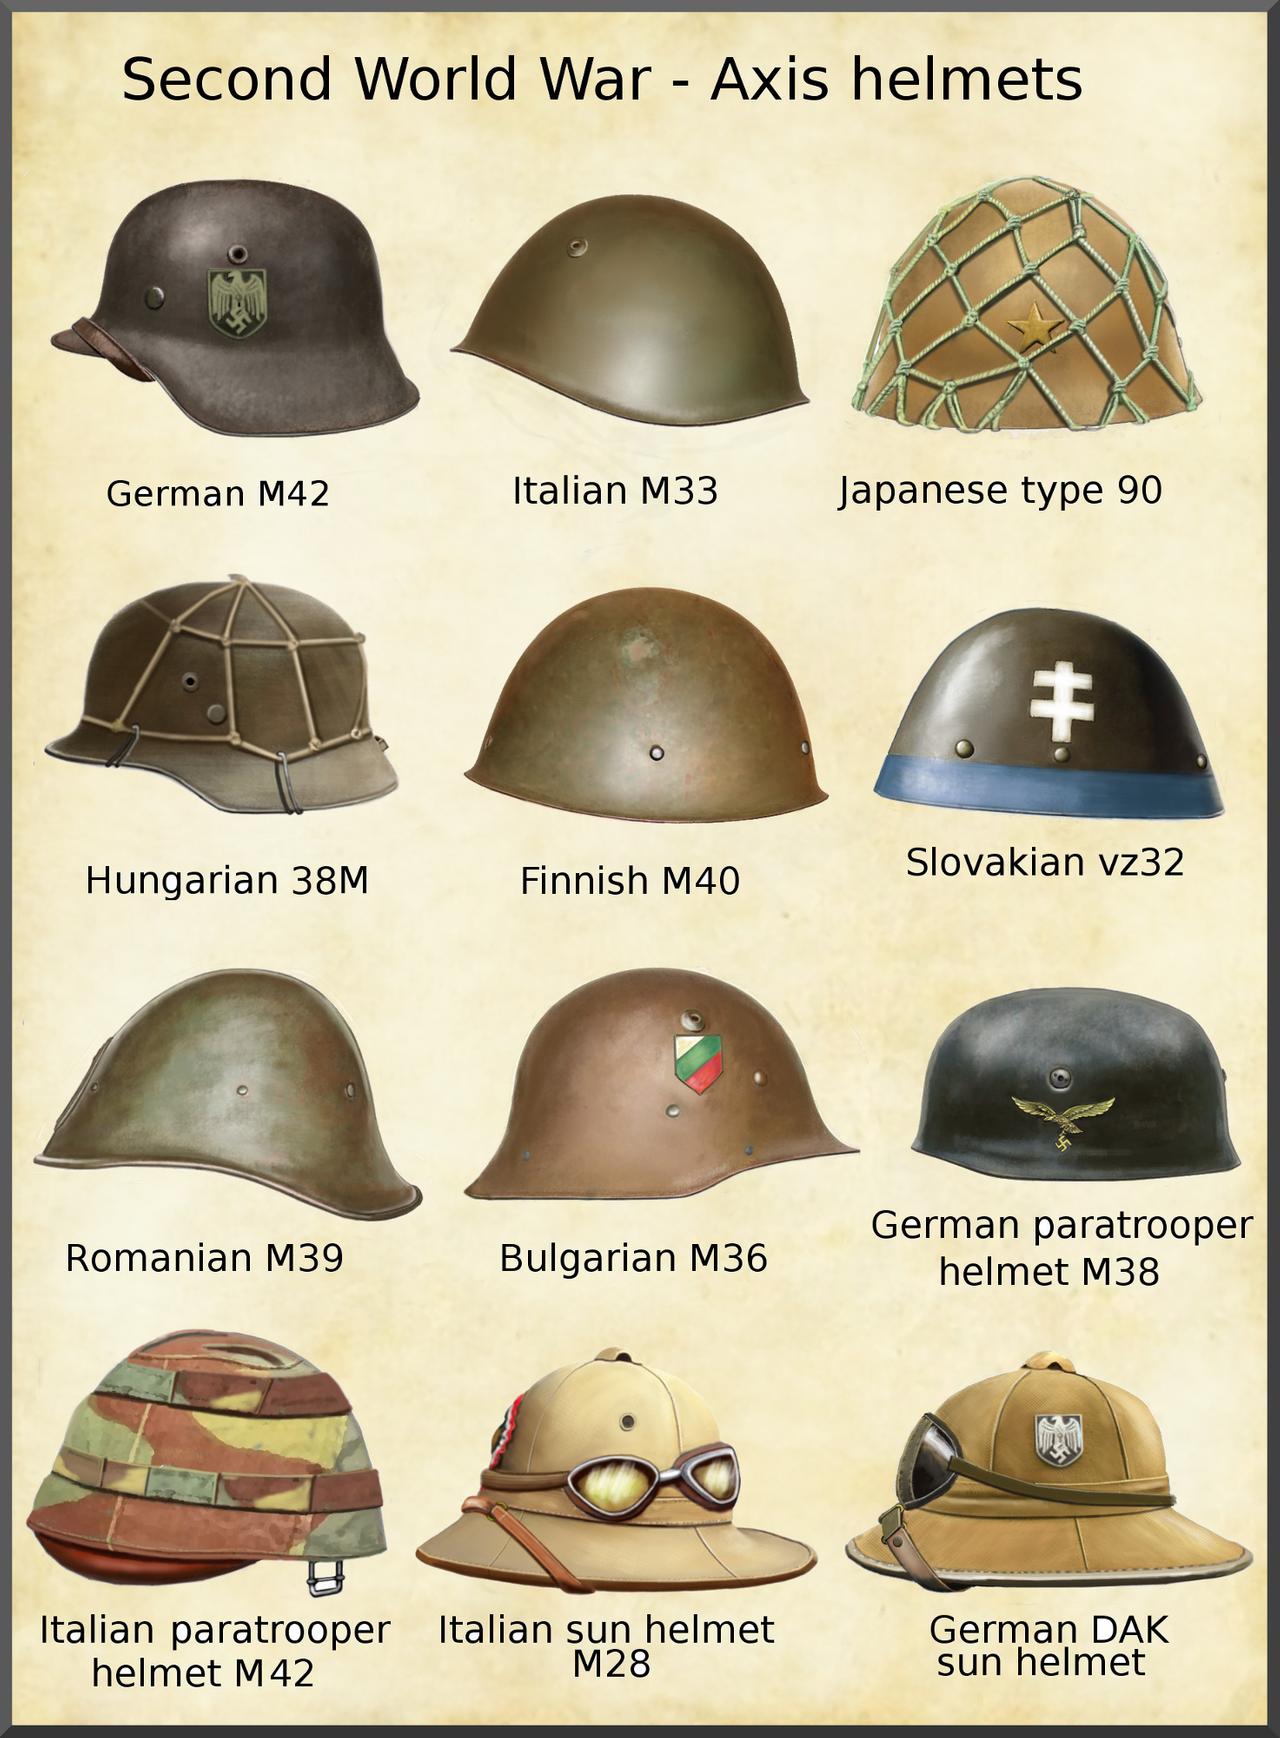 Second World War - Axis helmets
German M42
Italian M33
Japanese type 90
Hungarian 38M
Finnish M40
Slovakian vz32
Romanian M39
Bulgarian M36
German paratrooper
helmet M38
Italian paratrooper
helmet M42
Italian sun helmet
M28
German DAK
sun helmet